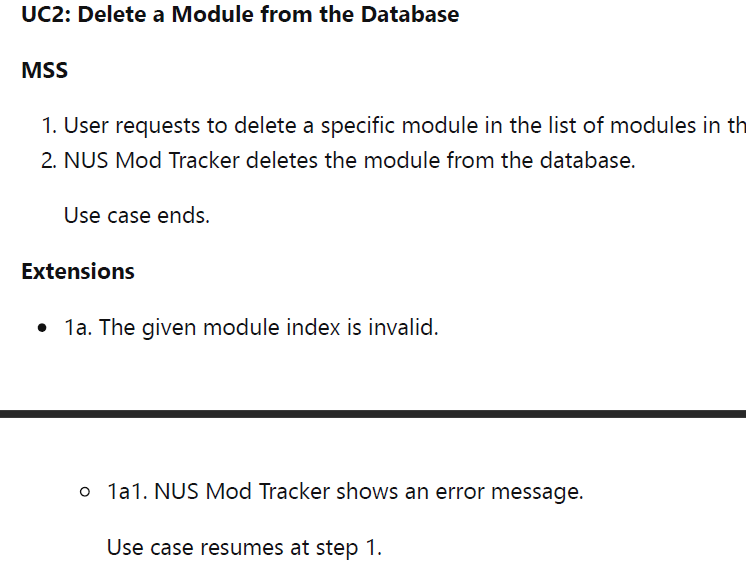 UC2: Delete a Module from the Database
MSS
1. User requests to delete a specific module in the list of modules in
2. NUS Mod Tracker deletes the module from the database.
Use case ends.
Extensions
• 1a. The given module index is invalid.
○ 1a1. NUS Mod Tracker shows an error message.
Use case resumes at step 1.